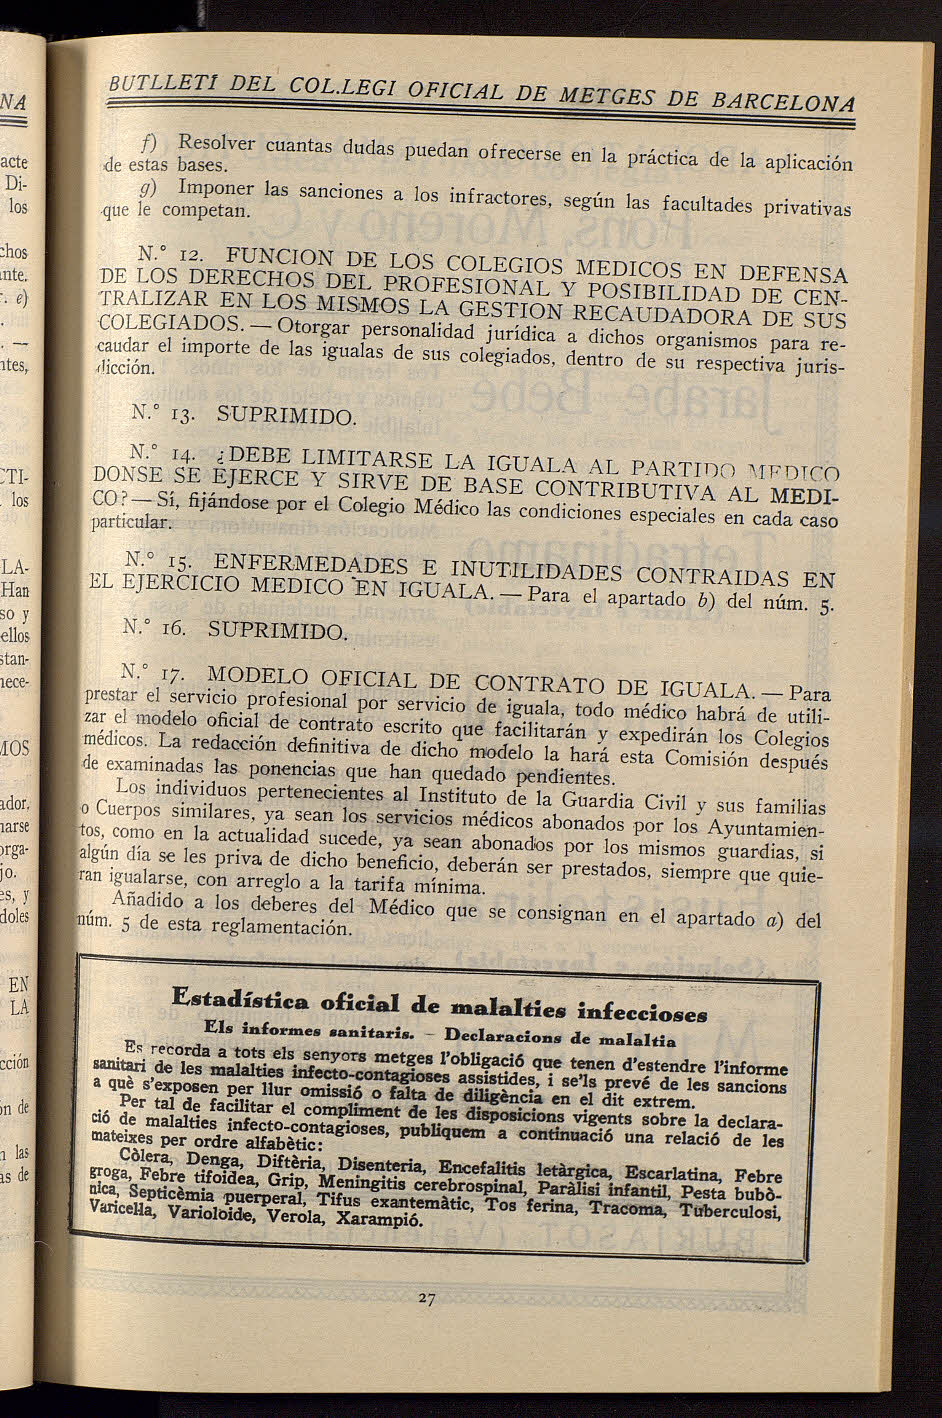 BUTLLETÍ DEL COL.LEGI OFICIAL DE METGES DE BARCELONA
f) Resolver cuantas dudas puedan ofrecerse en la práctica de la aplicación
de estas bases.
g) Imponer las sanciones a los infractores, según las facultades privativas
que le competan.
N.º 12. FUNCION DE LOS COLEGIOS MEDICOS EN DEFENSA
DE LOS DERECHOS DEL PROFESIONAL Y POSIBILIDAD DE CEN-
TRALIZAR EN LOS MISMOS LA GESTION RECAUDADORA DE SUS
COLEGIADOS. — Otorgar personalidad jurídica a dichos organismos para re-
caudar el importe de las igualas de sus colegiados, dentro de su respectiva juris-
dicción.
N.º 13. SUPRIMIDO.
N.º 14. ¿DEBE LIMITARSE LA IGUALA AL PARTIDO MEDICO
DONSE SE EJERCE Y SIRVE DE BASE CONTRIBUTIVA AL MEDI-
CO? — Sí, fijándose por el Colegio Médico las condiciones especiales en cada caso
particular.
N.º 15. ENFERMEDADES E INUTILIDADES CONTRAIDAS EN
EL EJERCICIO MEDICO EN IGUALA. — Para el apartado b) del núm. 5.
N.º 16. SUPRIMIDO.
N.º 17. MODELO OFICIAL DE CONTRATO DE IGUALA. — Para
prestar el servicio profesional por servicio de iguala, todo médico habrá de utili-
zar el modelo oficial de contrato escrito que facilitarán y expedirán los Colegios
médicos. La redacción definitiva de dicho modelo la hará esta Comisión después
de examinadas las ponencias que han quedado pendientes.
Los individuos pertenecientes al Instituto de la Guardia Civil y sus familias
o Cuerpos similares, ya sean los servicios médicos abonados por los Ayuntamien-
tos, como en la actualidad sucede, ya sean abonados por los mismos guardias, si
algún día se les priva de dicho beneficio, deberán ser prestados, siempre que quie-
ran igualarse, con arreglo a la tarifa mínima.
Añadido a los deberes del Médico que se consignan en el apartado a) del
núm. 5 de esta reglamentación.
Estadística oficial de malalties infeccioses
Els informes sanitaris. – Declaracions de malaltia
Es recorda a tots els senyors metges l'obligació que tenen d'estendre l'informe
sanitari de les malalties infecto-contagioses assistides, i se'ls prevé de les sancions
a què s'exposen per llur omissió o falta de diligència en el dit extrem.
Per tal de facilitar el compliment de les disposicions vigents sobre la declara-
ció de malalties infecto-contagioses, publiquem a continuació una relació de les
mateixes per ordre alfabètic:
Còlera, Denga, Diftèria, Disenteria, Encefalitis letàrgica, Escarlatina, Febre
groga, Febre tifoidea, Grip, Meningitis cerebrospinal, Paràlisi infantil, Pesta bubò-
nica, Septicèmia puerperal, Tifus exantemàtic, Tos ferina, Tracoma, Tuberculosi,
Varicel·la, Varioloide, Verola, Xarampió.
27